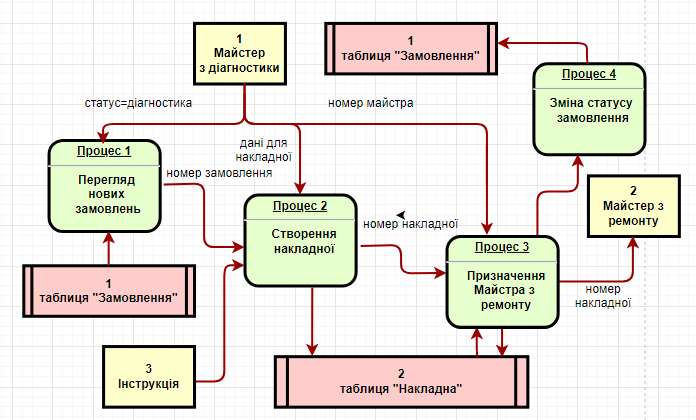 1
Майстер
з діагностики
1
таблиця "Замовлення"
Процес 4
Зміна статусу
замовлення
статус=діагностика
номер майстра
дані для
накладної
Процес 1
Перегляд
нових
замовлень
номер замовлення
Процес 2
Створення
накладної
номер накладної
2
Майстер з
ремонту
Процес 3
Призначення
Майстра з
ремонту
номер
накладної
1
таблиця "Замовлення"
3
Інструкція
2
таблиця "Накладна"